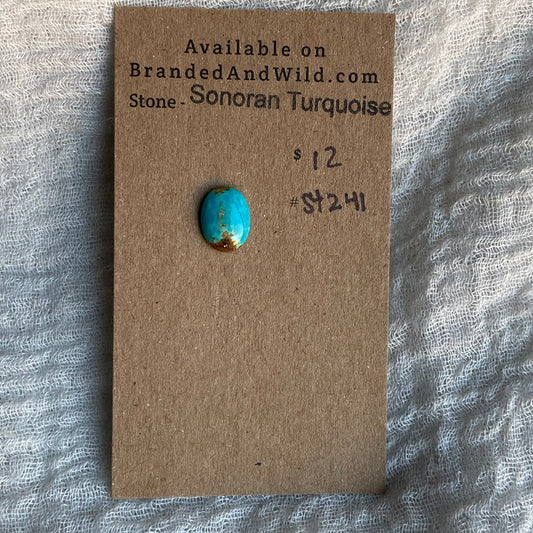 Available on
BrandedAndWild.com
Stone - Sonoran Turquoise
$ 12
#St241